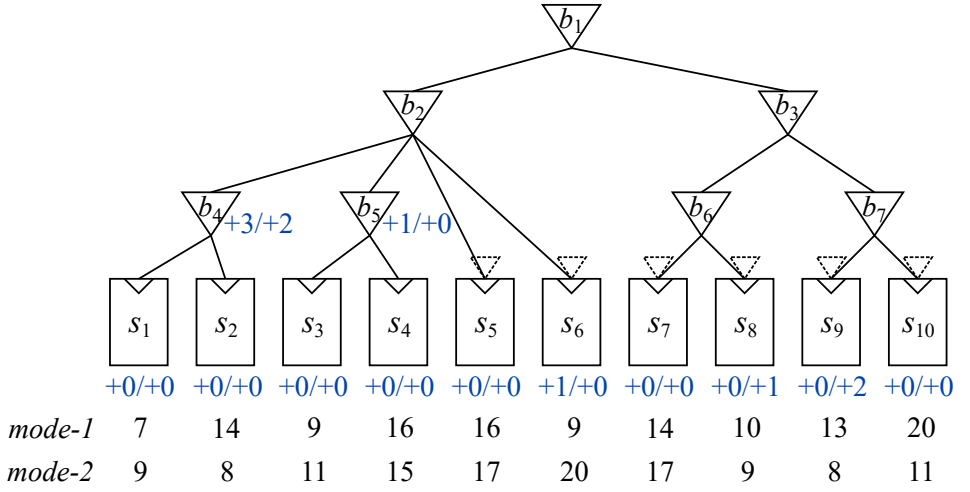 b₁
b₂ b₃
b₄ +3/+2 b₅ +1/+0 b₆ b₇
s₁ s₂ s₃ s₄ s₅ s₆ s₇ s₈ s₉ s₁₀
+0/+0 +0/+0 +0/+0 +0/+0 +0/+0 +1/+0 +0/+0 +0/+1 +0/+2 +0/+0
mode-1 7 14 9 16 16 9 14 10 13 20
mode-2 9 8 11 15 17 20 17 9 8 11